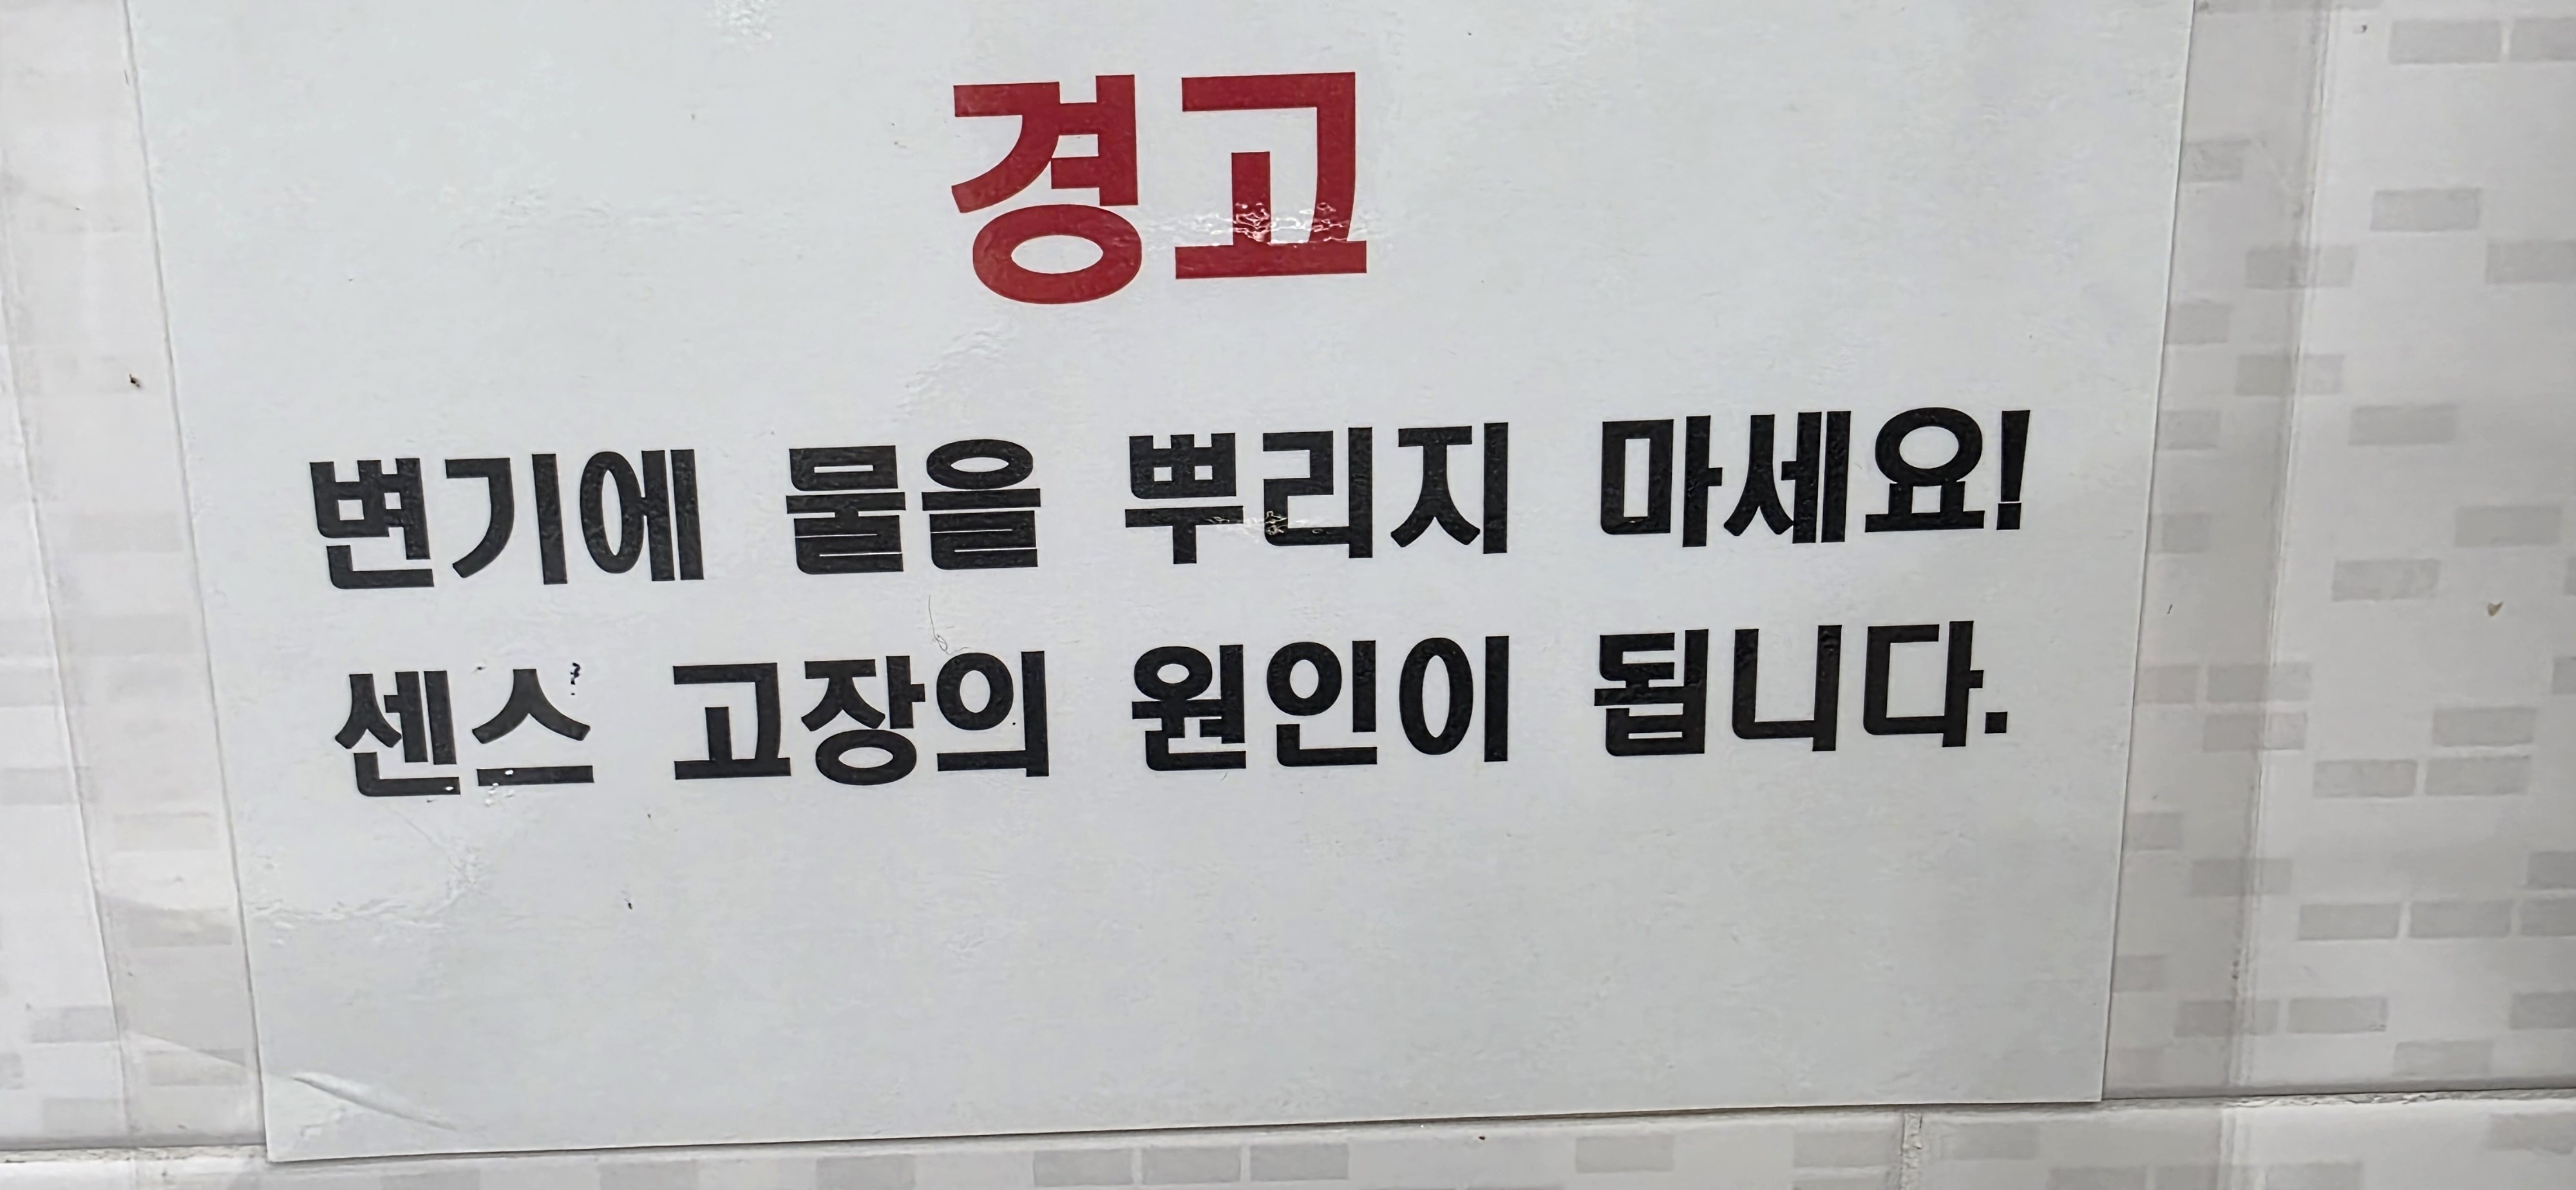 경고
변기에 물을 뿌리지 마세요!
센스 고장의 원인이 됩니다.